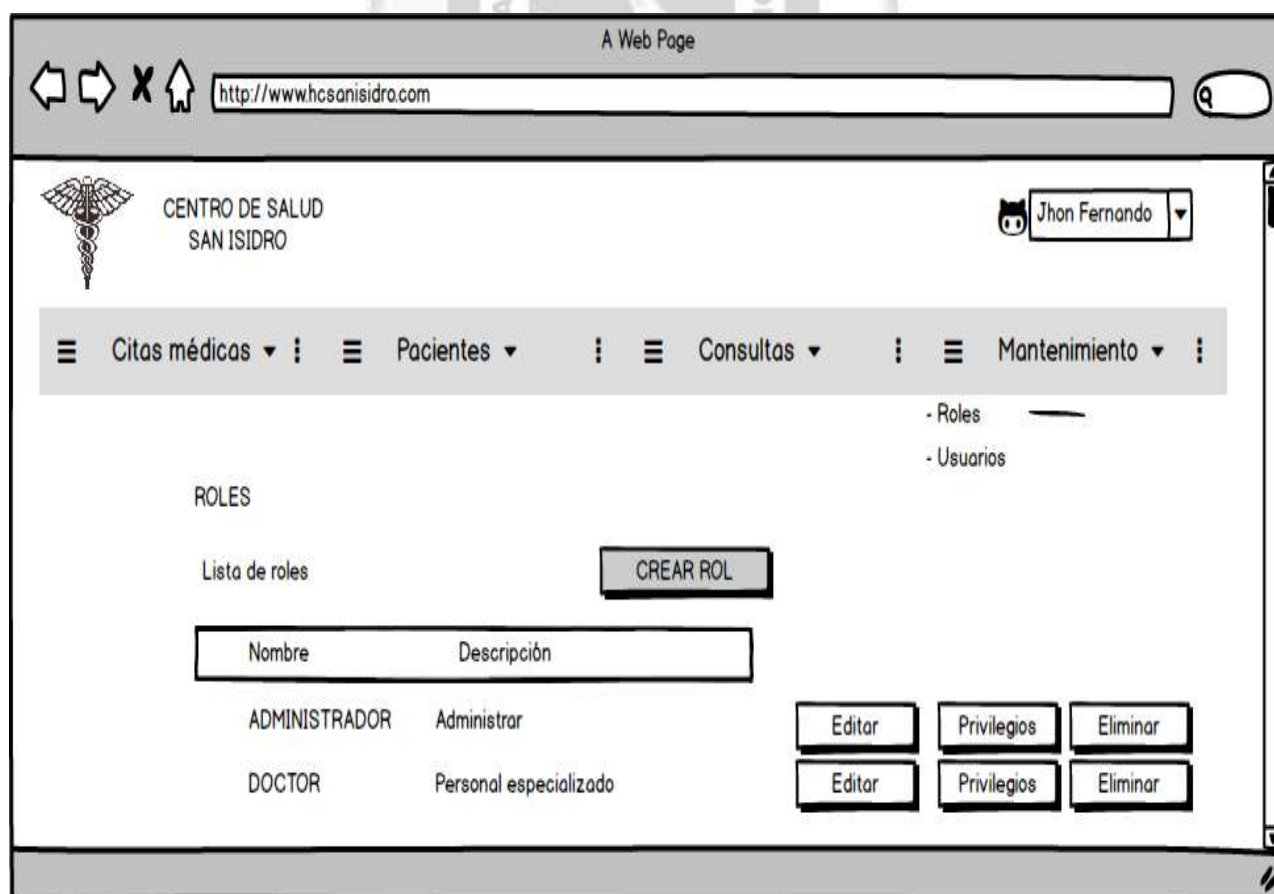 A Web Page
http://www.hcsanisidro.com
CENTRO DE SALUD
SAN ISIDRO
Jhon Fernando
Citas médicas Pacientes Consultas Mantenimiento
- Roles
- Usuarios
ROLES
Lista de roles CREAR ROL
Nombre Descripción
ADMINISTRADOR Administrar Editar Privilegios Eliminar
DOCTOR Personal especializado Editar Privilegios Eliminar